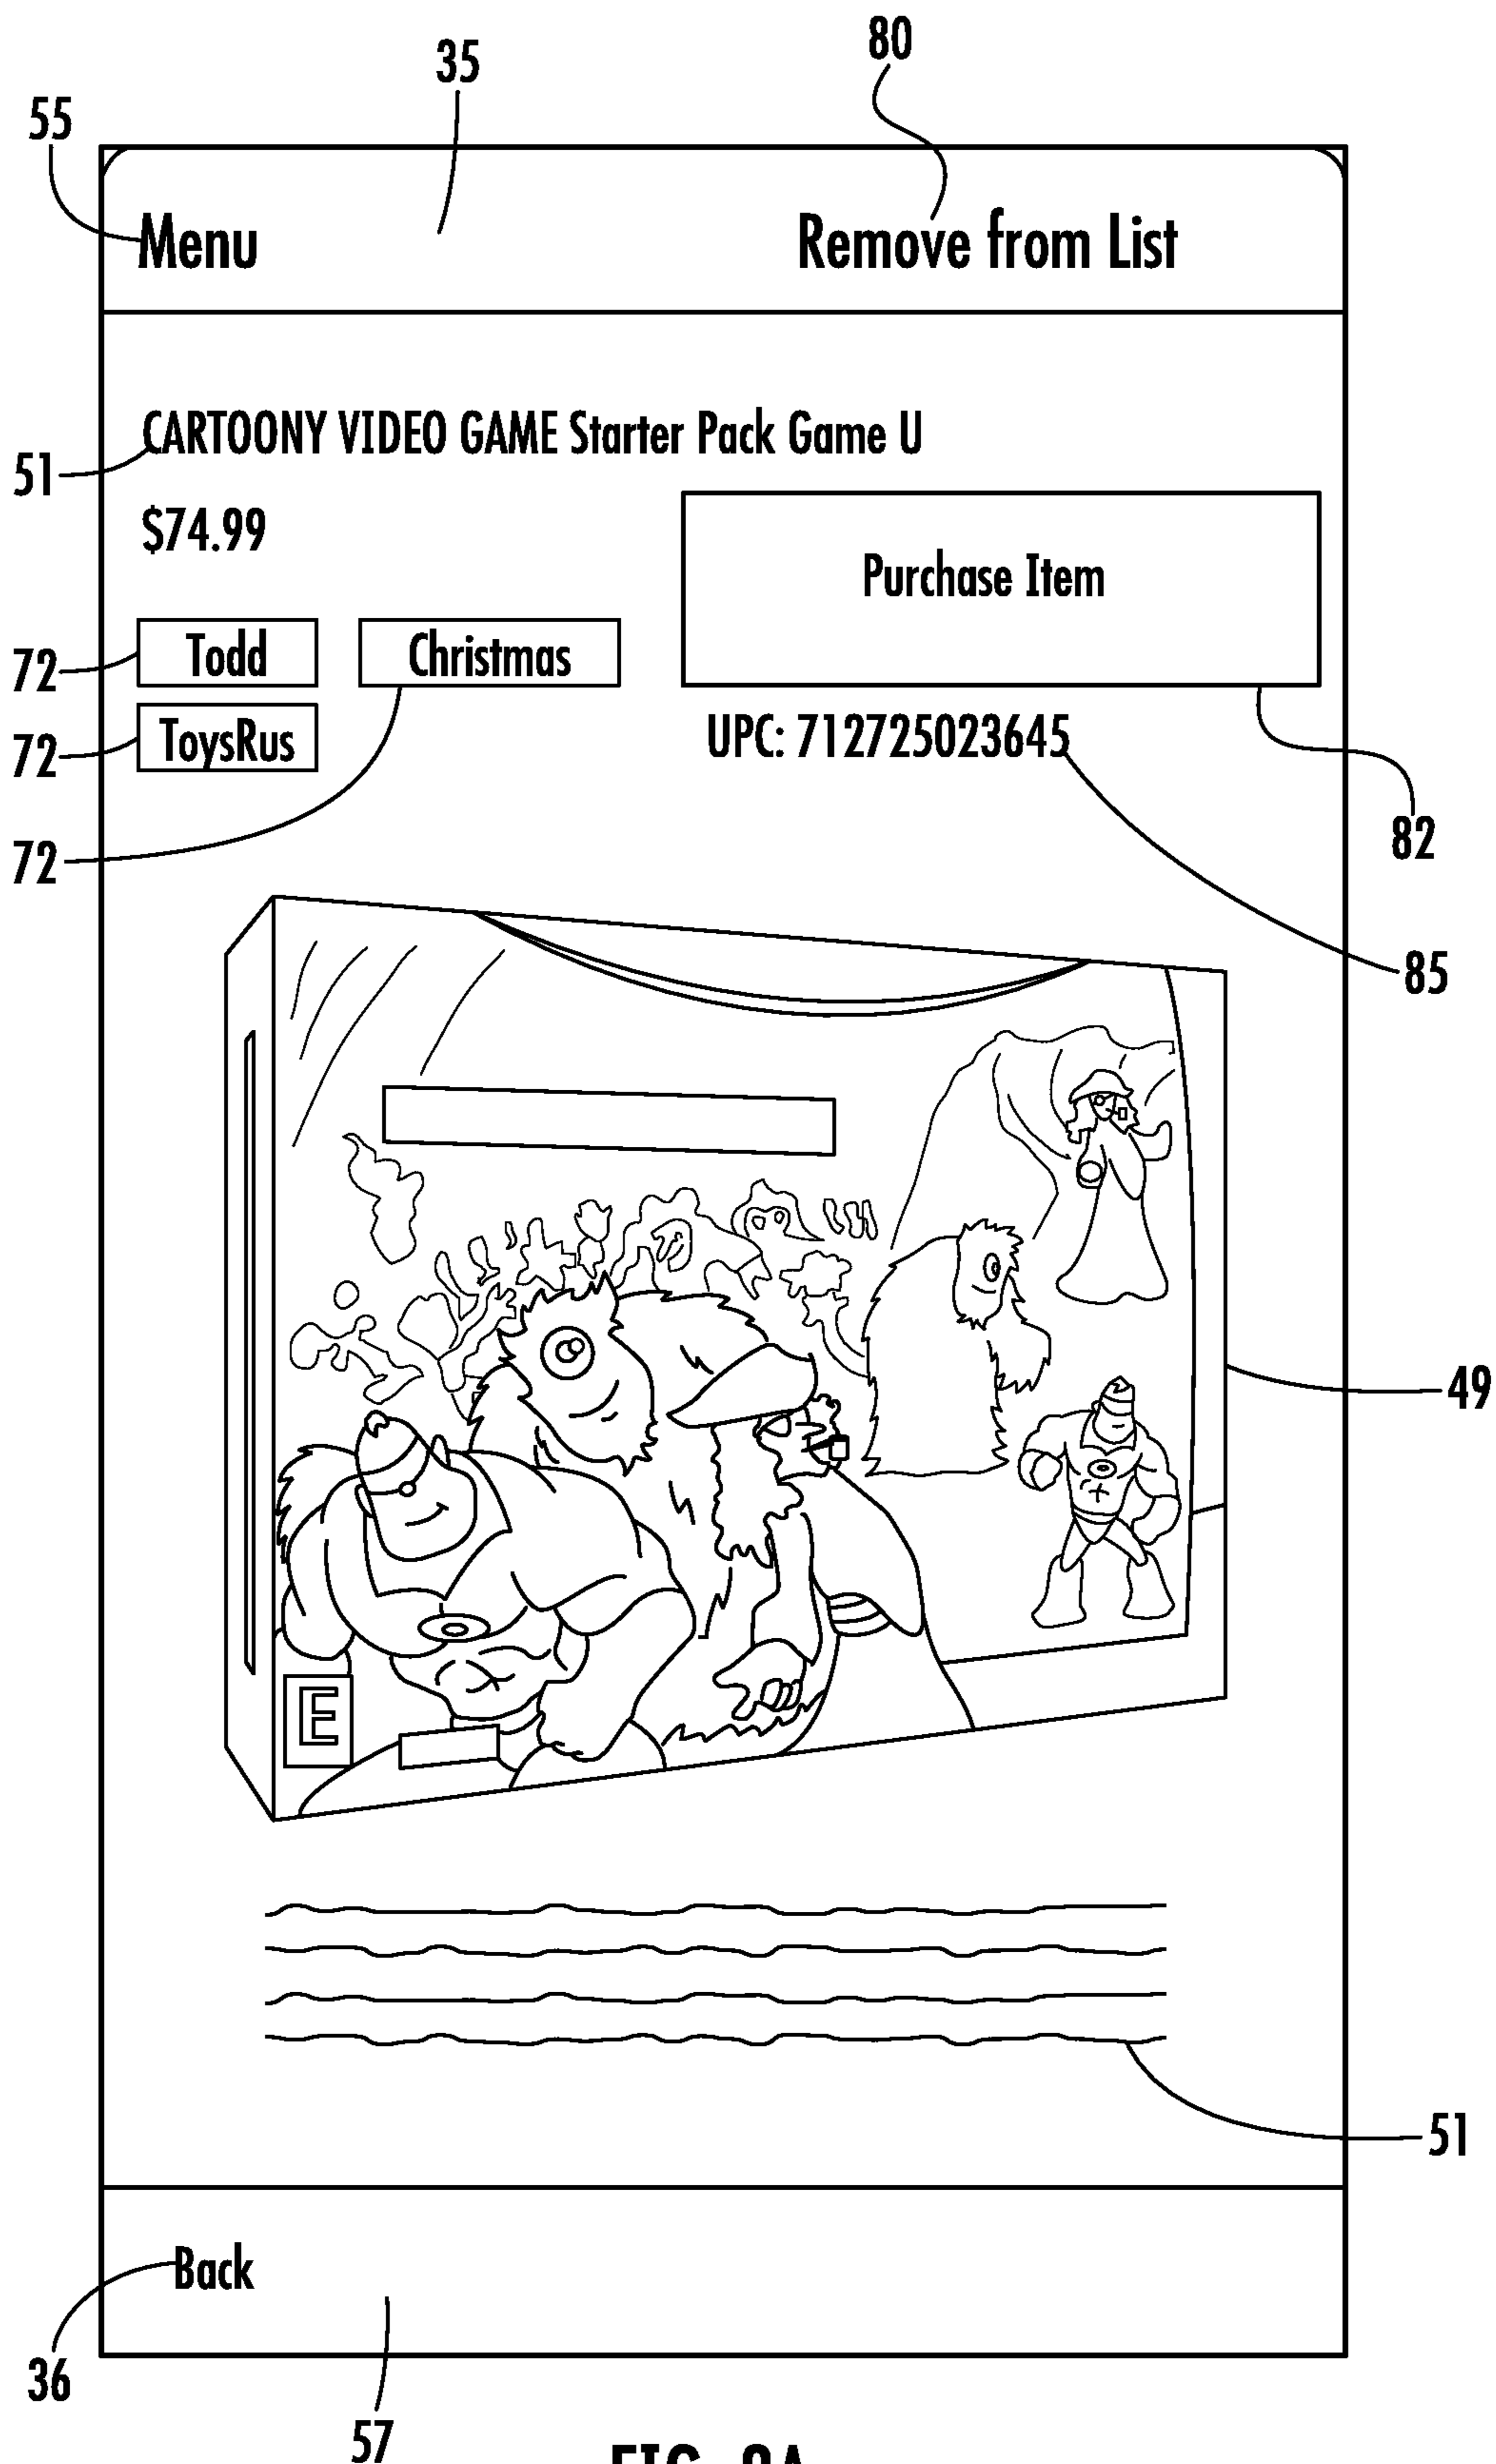 80
35
55
Menu
Remove from List
CARTOONY VIDEO GAME Starter Pack Game U
51
$74.99
Purchase Item
72
Todd
Christmas
72
ToysRus
UPC: 712725023645
82
72
85
49
E
51
Back
36
57